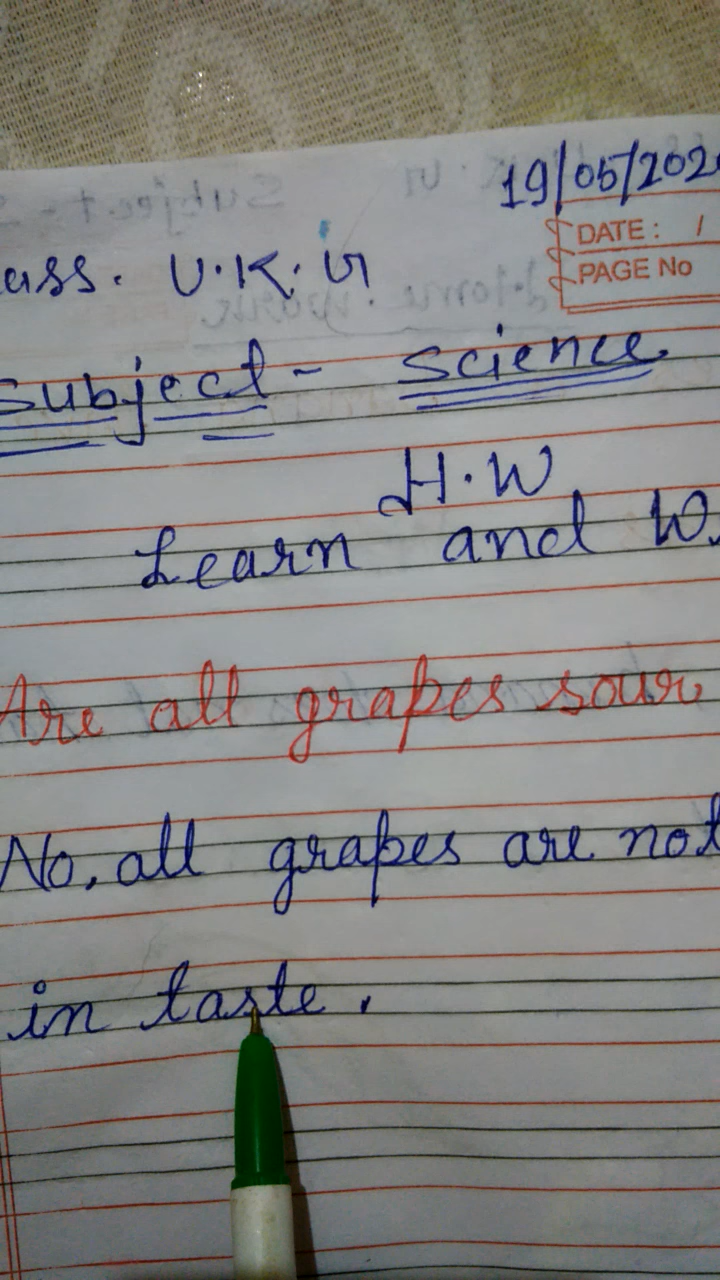 19/05/202
DATE : /
PAGE No
ass. U.K.G
Subject - Science
H.W
Learn and W
Are all grapes sour
No, all grapes are not
in taste.